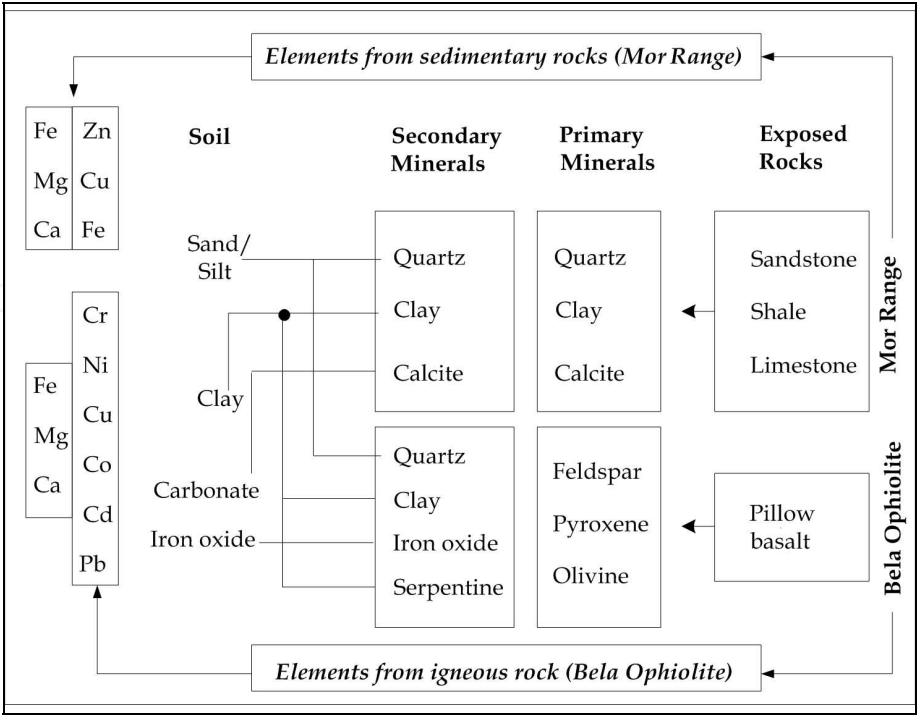 Elements from sedimentary rocks (Mor Range)
Fe Zn
Mg Cu
Ca Fe
Soil
Secondary
Minerals
Primary
Minerals
Exposed
Rocks
Sand/
Silt
Clay
Carbonate
Iron oxide
Quartz
Clay
Calcite
Quartz
Clay
Calcite
Sandstone
Shale
Limestone
Mor Range
Cr
Ni
Cu
Co
Cd
Pb
Fe
Mg
Ca
Quartz
Clay
Iron oxide
Serpentine
Feldspar
Pyroxene
Olivine
Pillow
basalt
Bela Ophiolite
Elements from igneous rock (Bela Ophiolite)